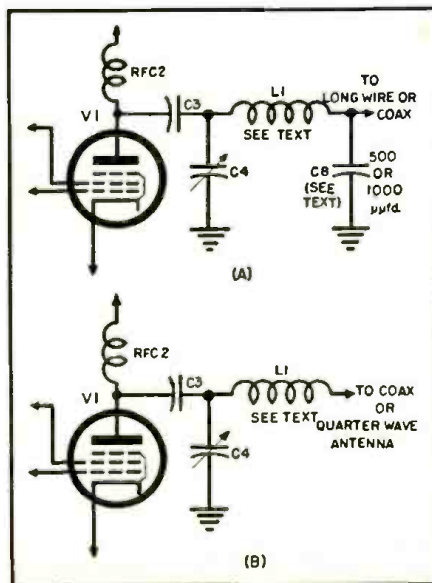 RFC2
V1
C3
L1
SEE TEXT
C4
TO
LONG WIRE OR
COAX
C8
(SEE
TEXT)
500
OR
1000
µµfd.
(A)
RFC2
V1
C3
L1
SEE TEXT
C4
TO COAX
OR
QUARTER WAVE
ANTENNA
(B)